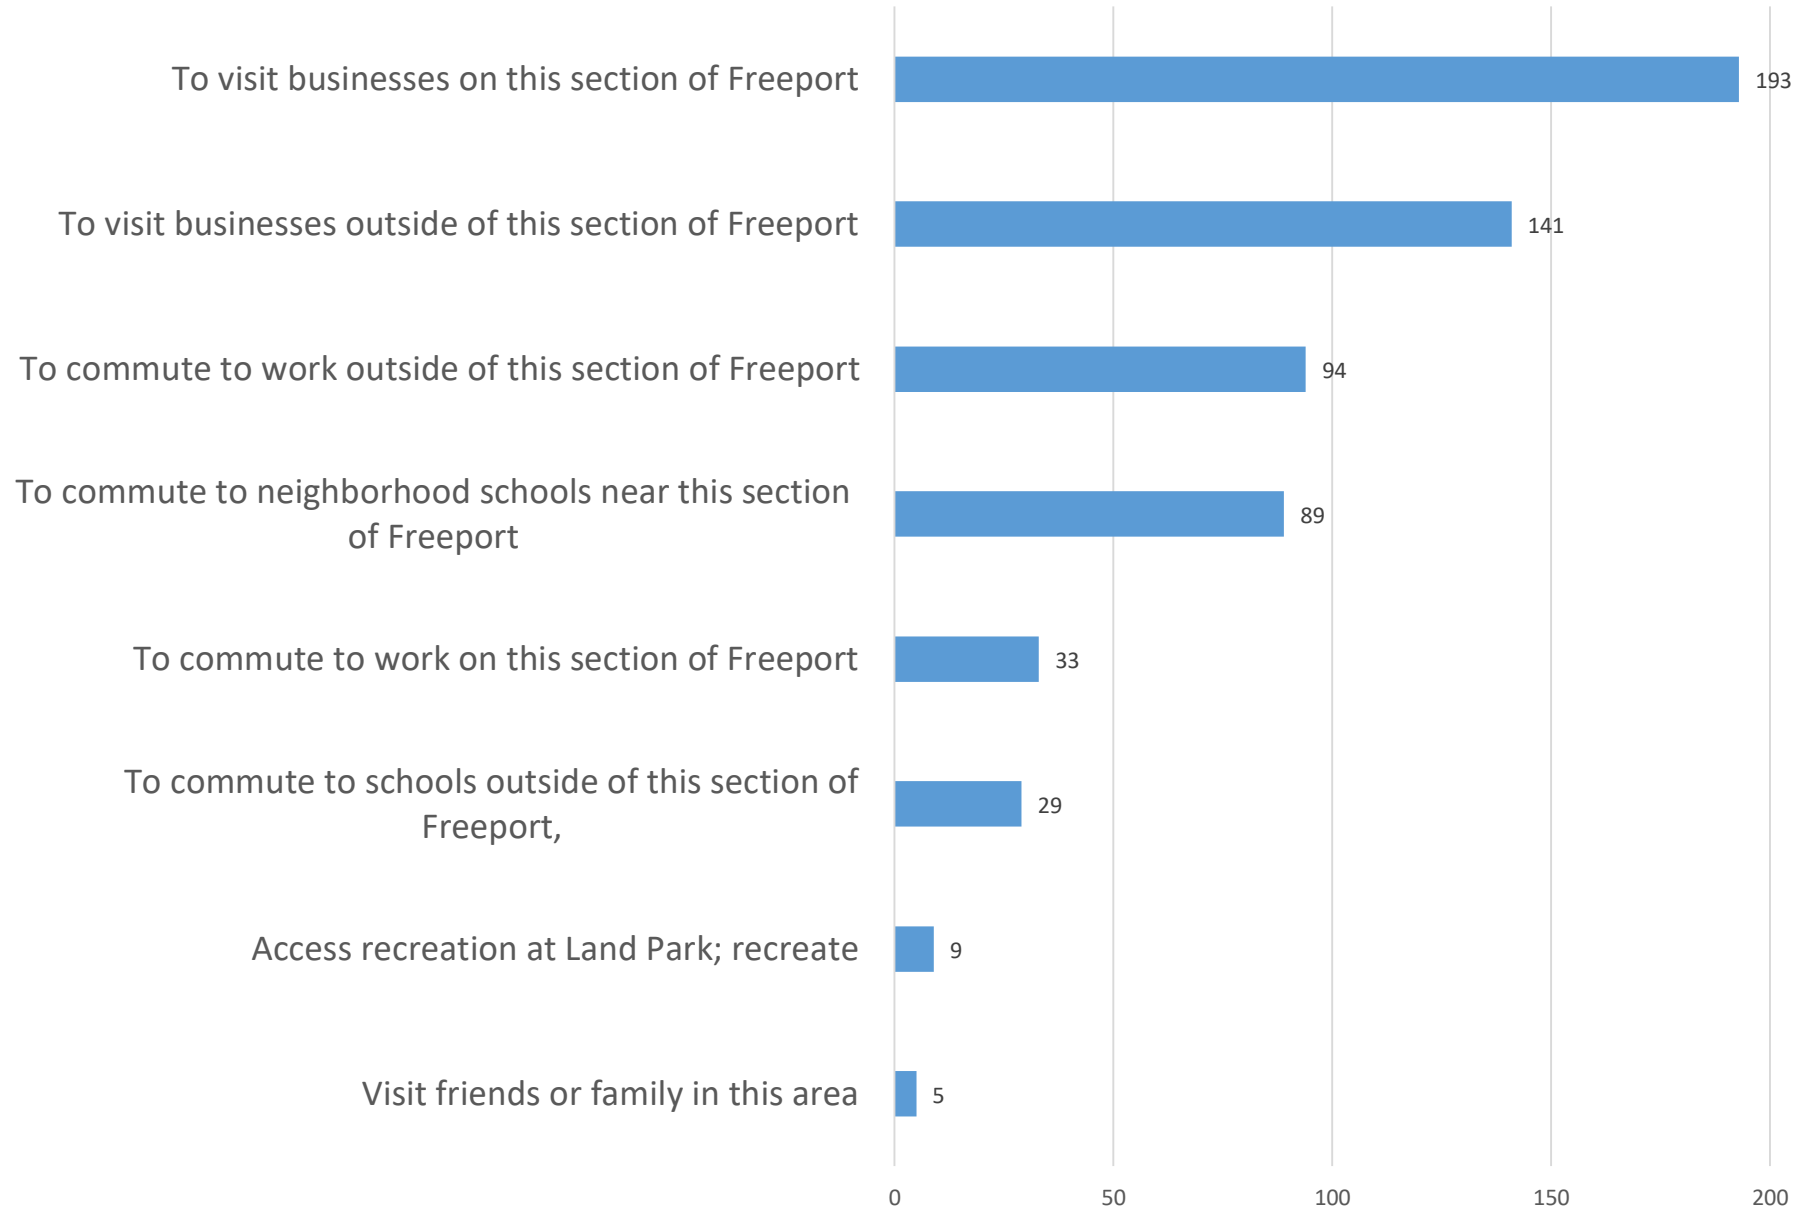 To visit businesses on this section of Freeport
193
To visit businesses outside of this section of Freeport
141
To commute to work outside of this section of Freeport
94
To commute to neighborhood schools near this section
of Freeport
89
To commute to work on this section of Freeport
33
To commute to schools outside of this section of
Freeport,
29
Access recreation at Land Park; recreate
9
Visit friends or family in this area
5
0 50 100 150 200